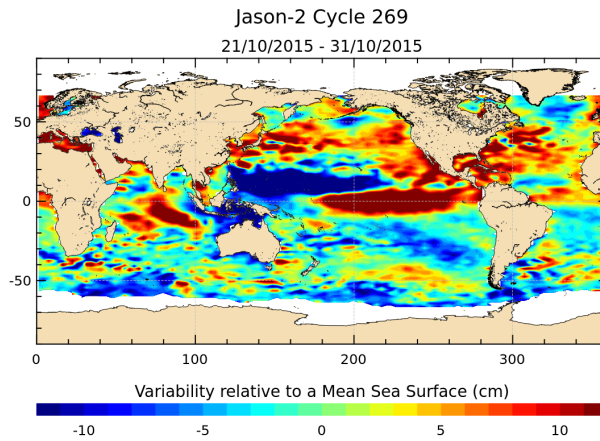 Jason-2 Cycle 269
21/10/2015 - 31/10/2015
50
0
-50
0 100 200 300
Variability relative to a Mean Sea Surface (cm)
-10 -5 0 5 10